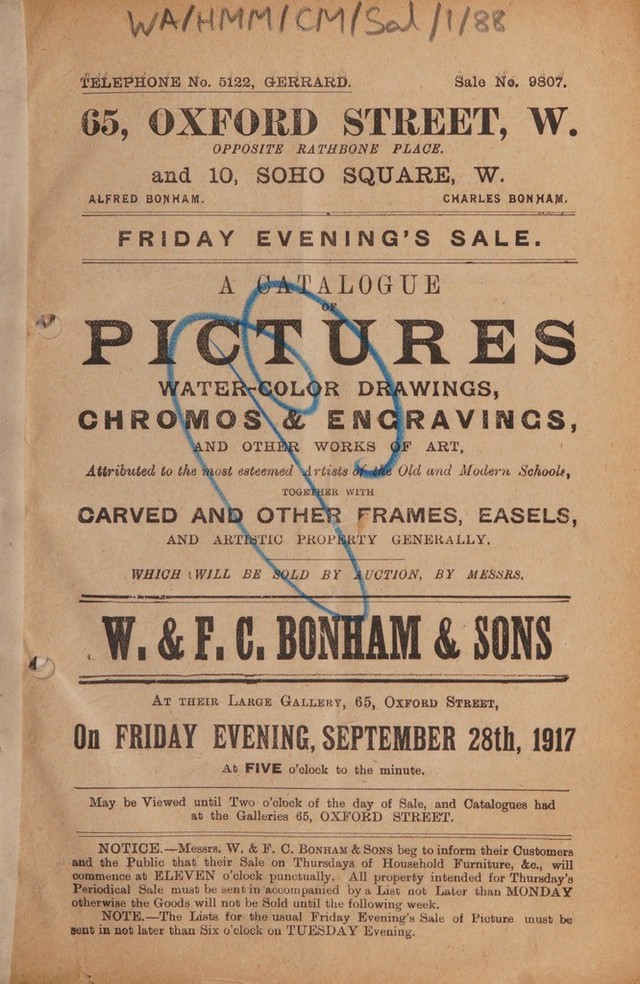 WA/HMM/CM/Sal/1/88
TELEPHONE No. 5122, GERRARD. Sale No. 9807.
65, OXFORD STREET, W.
OPPOSITE RATHBONE PLACE.
and 10, SOHO SQUARE, W.
ALFRED BONHAM. CHARLES BONHAM.
FRIDAY EVENING'S SALE.
A CATALOGUE
OF
PICTURES
WATER-COLOR DRAWINGS,
CHROMOS & ENGRAVINGS,
AND OTHER WORKS OF ART,
Attributed to the most esteemed Artists of the Old and Modern Schools,
TOGETHER WITH
CARVED AND OTHER FRAMES, EASELS,
AND ARTISTIC PROPERTY GENERALLY.
WHICH WILL BE SOLD BY AUCTION, BY MESSRS.
W. & F. C. BONHAM & SONS
AT THEIR LARGE GALLERY, 65, OXFORD STREET,
On FRIDAY EVENING, SEPTEMBER 28th, 1917
At FIVE o'clock to the minute.
May be Viewed until Two o'clock of the day of Sale, and Catalogues had
at the Galleries 65, OXFORD STREET.
NOTICE.—Messrs. W. & F. C. BONHAM & SONS beg to inform their Customers
and the Public that their Sale on Thursdays of Household Furniture, &c., will
commence at ELEVEN o'clock punctually. All property intended for Thursday's
Periodical Sale must be sent in accompanied by a List not Later than MONDAY
otherwise the Goods will not be Sold until the following week.
NOTE.—The Lists for the usual Friday Evening's Sale of Picture must be
sent in not later than Six o'clock on TUESDAY Evening.